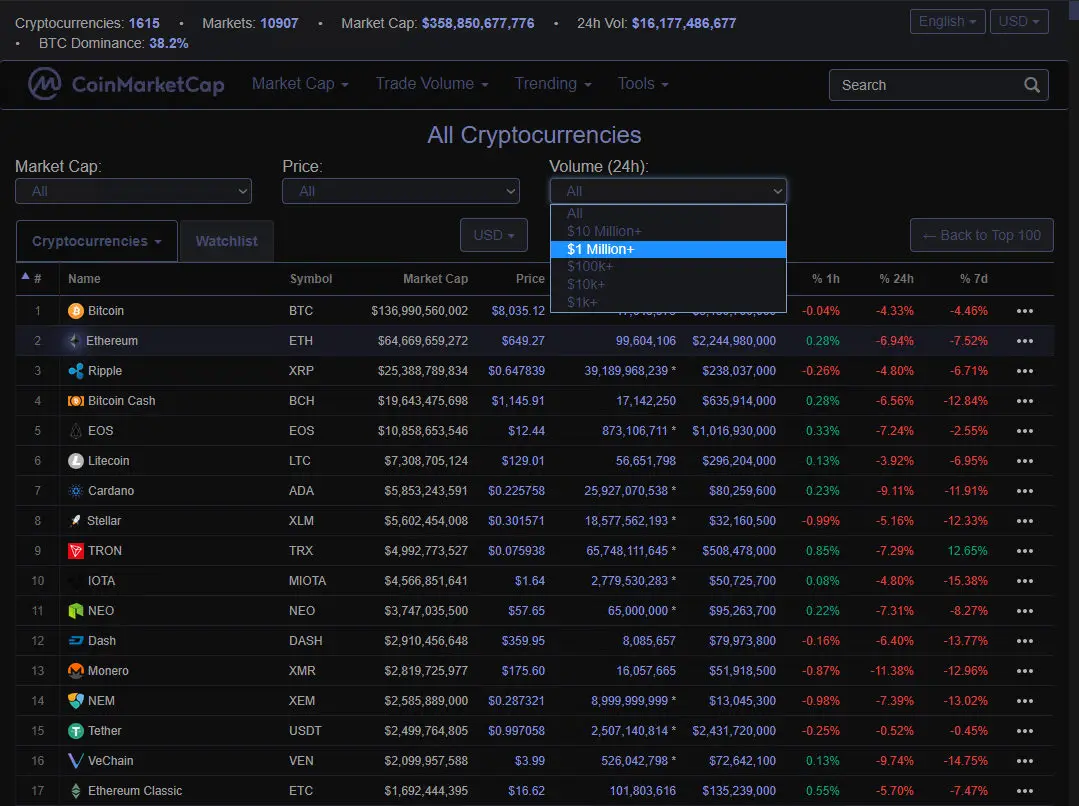 Cryptocurrencies: 1615 • Markets: 10907 • Market Cap: $358,850,677,776 • 24h Vol: $16,177,486,677
• BTC Dominance: 38.2%
English USD
CoinMarketCap Market Cap Trade Volume Trending Tools Search
All Cryptocurrencies
Market Cap: Price: Volume (24h):
All All All
All
$10 Million+
$1 Million+
$100k+
$10k+
$1k+
Cryptocurrencies Watchlist USD ← Back to Top 100
# Name Symbol Market Cap Price % 1h % 24h % 7d
1 Bitcoin BTC $136,990,560,002 $8,035.12 -0.04% -4.33% -4.46%
2 Ethereum ETH $64,669,659,272 $649.27 99,604,106 $2,244,980,000 0.28% -6.94% -7.52%
3 Ripple XRP $25,388,789,834 $0.647839 39,189,968,239 * $238,037,000 -0.26% -4.80% -6.71%
4 Bitcoin Cash BCH $19,643,475,698 $1,145.91 17,142,250 $635,914,000 0.28% -6.56% -12.84%
5 EOS EOS $10,858,653,546 $12.44 873,106,711 * $1,016,930,000 0.33% -7.24% -2.55%
6 Litecoin LTC $7,308,705,124 $129.01 56,651,798 $296,204,000 0.13% -3.92% -6.95%
7 Cardano ADA $5,853,243,591 $0.225758 25,927,070,538 * $80,259,600 0.23% -9.11% -11.91%
8 Stellar XLM $5,602,454,008 $0.301571 18,577,562,193 * $32,160,500 -0.99% -5.16% -12.33%
9 TRON TRX $4,992,773,527 $0.075938 65,748,111,645 * $508,478,000 0.85% -7.29% 12.65%
10 IOTA MIOTA $4,566,851,641 $1.64 2,779,530,283 * $50,725,700 0.08% -4.80% -15.38%
11 NEO NEO $3,747,035,500 $57.65 65,000,000 * $95,263,700 0.22% -7.31% -8.27%
12 Dash DASH $2,910,456,648 $359.95 8,085,657 $79,973,800 -0.16% -6.40% -13.77%
13 Monero XMR $2,819,725,977 $175.60 16,057,665 $51,918,500 -0.87% -11.38% -12.96%
14 NEM XEM $2,585,889,000 $0.287321 8,999,999,999 * $13,045,300 -0.98% -7.39% -13.02%
15 Tether USDT $2,499,764,805 $0.997058 2,507,140,814 * $2,431,720,000 -0.25% -0.52% -0.45%
16 VeChain VEN $2,099,957,588 $3.99 526,042,798 * $72,642,100 0.13% -9.74% -14.75%
17 Ethereum Classic ETC $1,692,444,395 $16.62 101,803,616 $135,239,000 0.55% -5.70% -7.47%